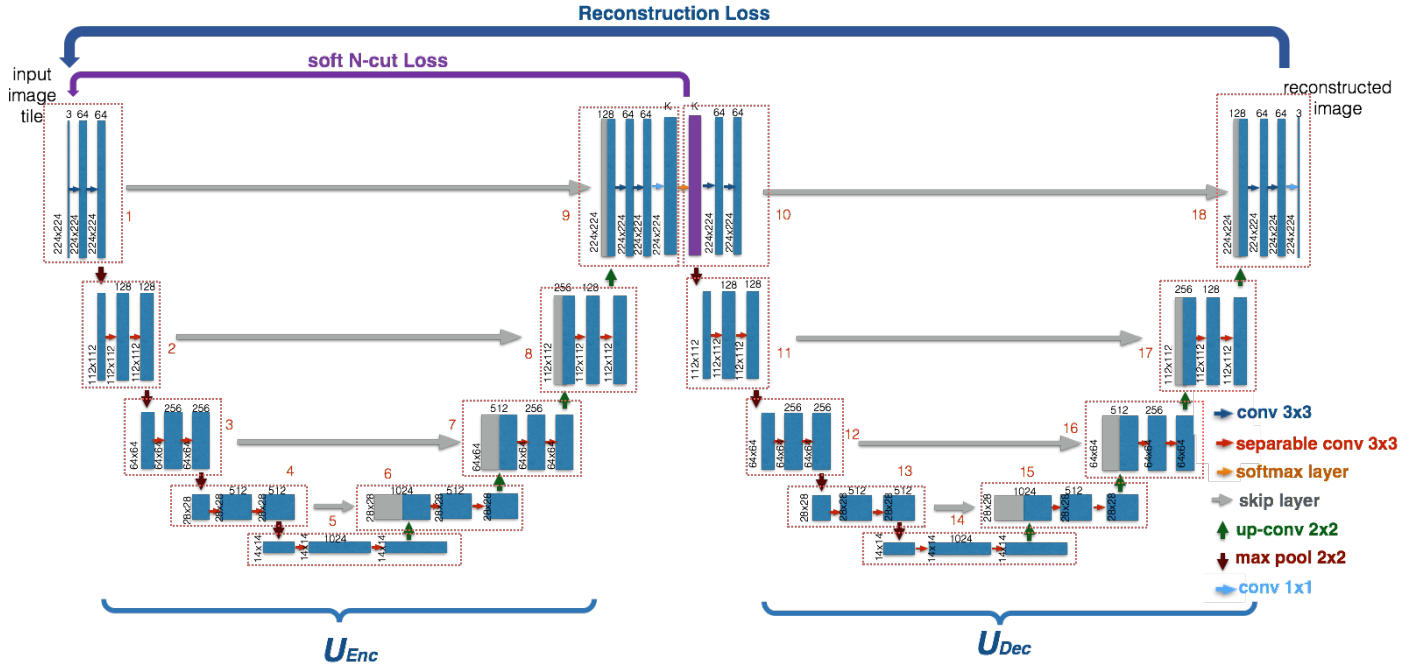 Reconstruction Loss
soft N-cut Loss
input
image
tile
reconstructed
image
3 64 64
224x224 224x224 224x224
1
128 64 64 K
224x224 224x224 224x224 224x224
9
K 64 64
224x224 224x224
10
128 64 64 3
224x224 224x224 224x224
18
128 128
112x112 112x112 112x112
2
256 128
112x112 112x112 112x112
8
128 128
112x112 112x112 112x112
11
256 128
112x112 112x112 112x112
17
256 256
64x64 64x64 64x64
3
512 256
64x64 64x64 64x64
7
256 256
64x64 64x64 64x64
12
512 256
64x64 64x64 64x64
16
4
512 512
28x28 28x28 28x28
6
1024 512
28x28 28x28 28x28
13
512 512
28x28 28x28 28x28
15
1024 512
28x28 28x28 28x28
5
1024
14x14 14x14 14x14
14
1024
14x14 14x14 14x14
conv 3x3
separable conv 3x3
softmax layer
skip layer
up-conv 2x2
max pool 2x2
conv 1x1
U Enc
U Dec